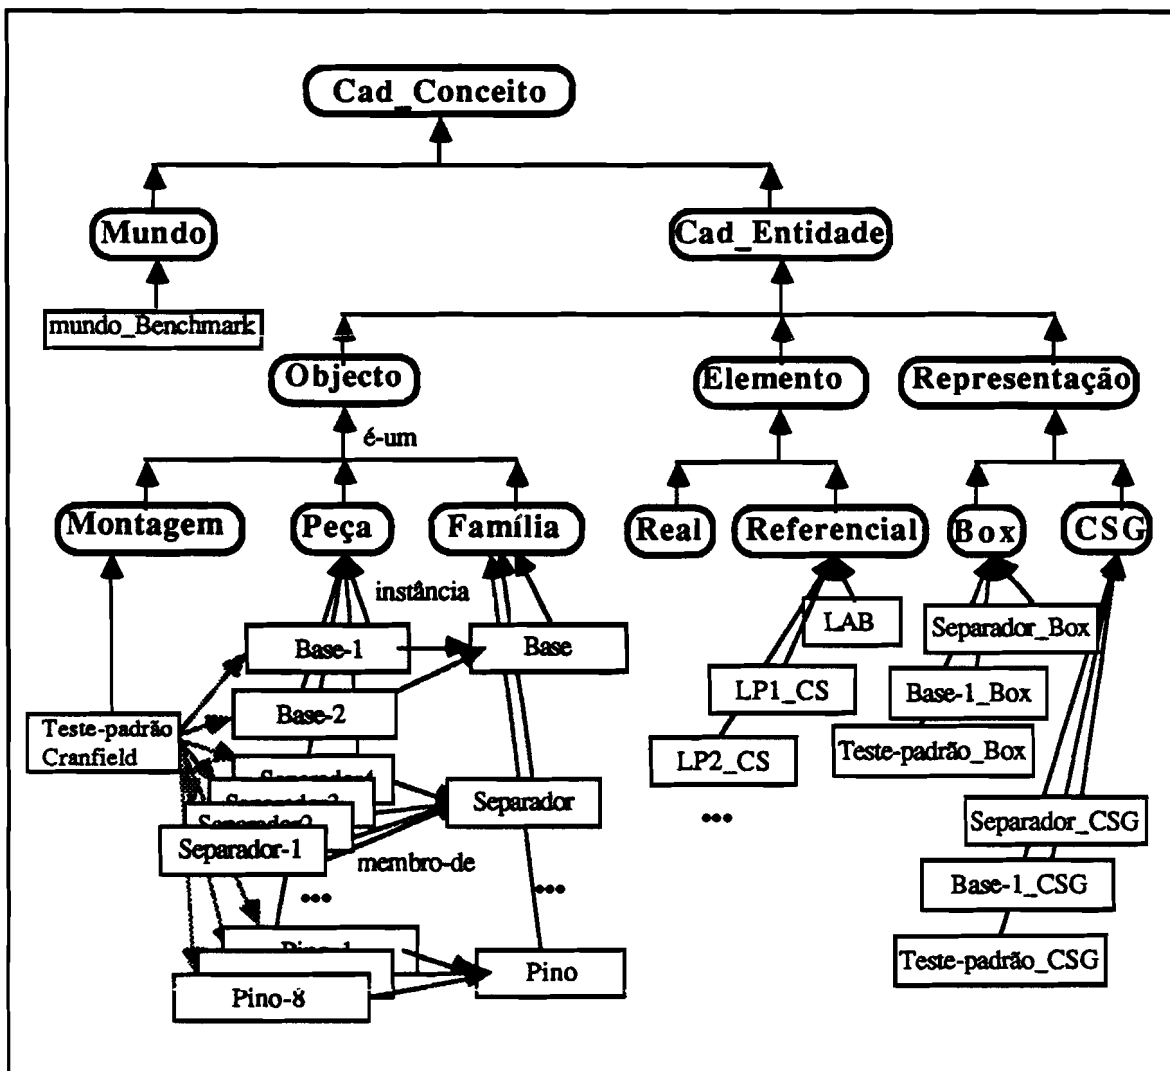 Cad_Conceito
Mundo
Cad_Entidade
mundo_Benchmark
Objecto
Elemento
Representação
é-um
Montagem
Peça
Família
Real
Referencial
Box
CSG
instância
LAB
Separador_Box
Base-1
Base
LP1_CS
Base-1_Box
Base-2
Teste-padrão
Cranfield
LP2_CS
Teste-padrão_Box
Separador
•••
Separador_CSG
Separador-1
membro-de
Base-1_CSG
•••
•••
Teste-padrão_CSG
Pino
Pino-8